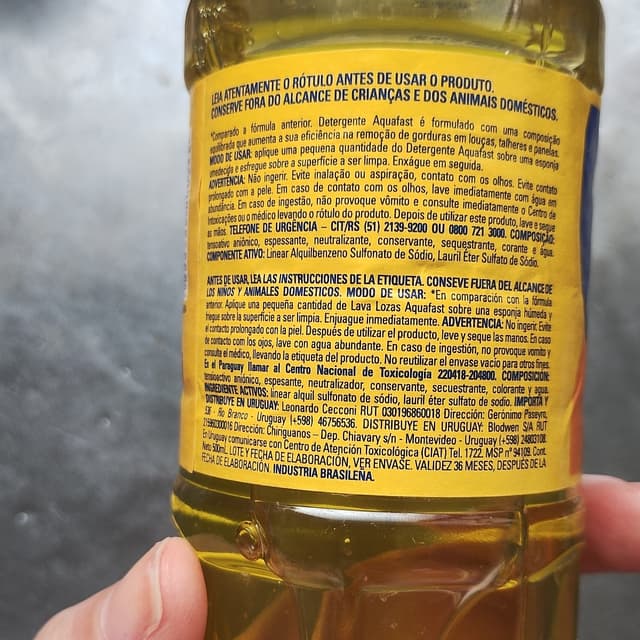 LEIA ATENTAMENTE O RÓTULO ANTES DE USAR O PRODUTO.
CONSERVE FORA DO ALCANCE DE CRIANÇAS E DOS ANIMAIS DOMÉSTICOS.
*Comparado a fórmula anterior. Detergente Aquafast é formulado com uma composição
equilibrada que aumenta a sua eficiência na remoção de gorduras em louças, talheres e panelas.
MODO DE USAR: aplique uma pequena quantidade do Detergente Aquafast sobre uma esponja
umedecida e esfregue sobre a superfície a ser limpa. Enxágue em seguida.
ADVERTÊNCIA: Não ingerir. Evite inalação ou aspiração, contato com os olhos. Evite contato
prolongado com a pele. Em caso de contato com os olhos, lave imediatamente com água em
abundância. Em caso de ingestão, não provoque vômito e consulte imediatamente o Centro de
Intoxicações ou o médico levando o rótulo do produto. Depois de utilizar este produto, lave e seque
as mãos. TELEFONE DE URGÊNCIA – CIT/RS (51) 2139-9200 OU 0800 721 3000. COMPOSIÇÃO:
tensoativo aniônico, espessante, neutralizante, conservante, sequestrante, corante e água.
COMPONENTE ATIVO: Linear Alquilbenzeno Sulfonato de Sódio, Lauril Éter Sulfato de Sódio.
ANTES DE USAR, LEA LAS INSTRUCCIONES DE LA ETIQUETA. CONSEVE FUERA DEL ALCANCE DE
LOS NIÑOS Y ANIMALES DOMESTICOS. MODO DE USAR: *En comparación con la fórmula
anterior. Aplique una pequeña cantidad de Lava Lozas Aquafast sobre una esponja húmeda y
friegue sobre la superficie a ser limpia. Enjuague inmediatamente. ADVERTENCIA: No ingerir. Evite
el contacto prolongado con la piel. Después de utilizar el producto, leve y seque las manos. En caso
de contacto con los ojos, lave con agua abundante. En caso de ingestión, no provoque vomito y
consulte el médico, llevando la etiqueta del producto. No reutilizar el envase vacío para otros fines.
En el Paraguay llamar al Centro Nacional de Toxicología 220418-204800. COMPOSICIÓN:
tensoactivo aniónico, espesante, neutralizador, conservante, secuestrante, colorante y agua.
INGREDIENTE ACTIVOS: linear alquil sulfonato de sódio, lauril éter sulfato de sodio. IMPORTA Y
DISTRIBUYE EN URUGUAY: Leonardo Cecconi RUT 030196860018 Dirección: Gerónimo Passeyro,
538 - Rio Branco - Uruguay (+598) 46756536. DISTRIBUYE EN URUGUAY: Blodwen S/A RUT
219662300016 Dirección: Chiriguanos – Dep. Chiavary s/n - Montevideo - Uruguay (+598) 24803108.
En Uruguay comunicarse con Centro de Atención Toxicológica (CIAT) Tel. 1722. MSP nº 94109. Cont.
Neto 500mL. LOTE Y FECHA DE ELABORACIÓN, VER ENVASE. VALIDEZ 36 MESES, DESPUÉS DE LA
FECHA DE ELABORACIÓN. INDUSTRIA BRASILEÑA.